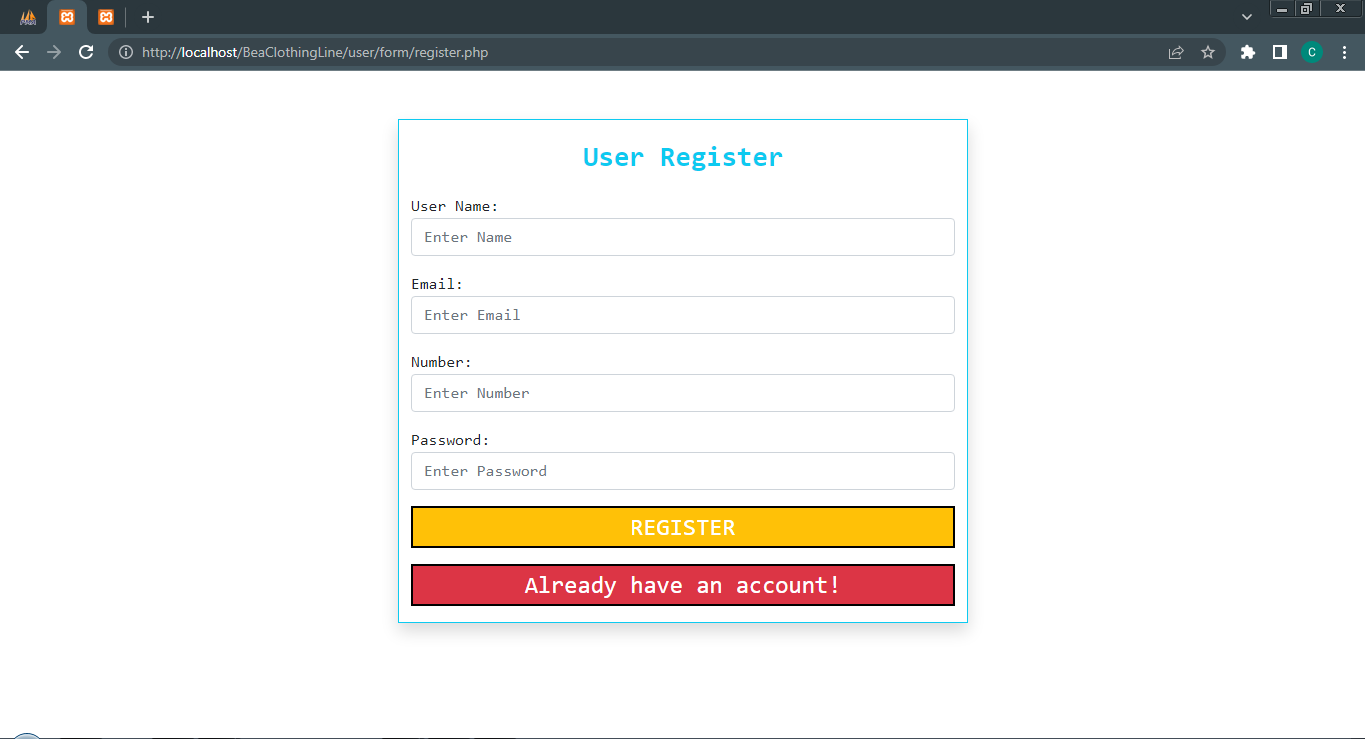 http://localhost/BeaClothingLine/user/form/register.php
C
User Register
User Name:
Enter Name
Email:
Enter Email
Number:
Enter Number
Password:
Enter Password
REGISTER
Already have an account!